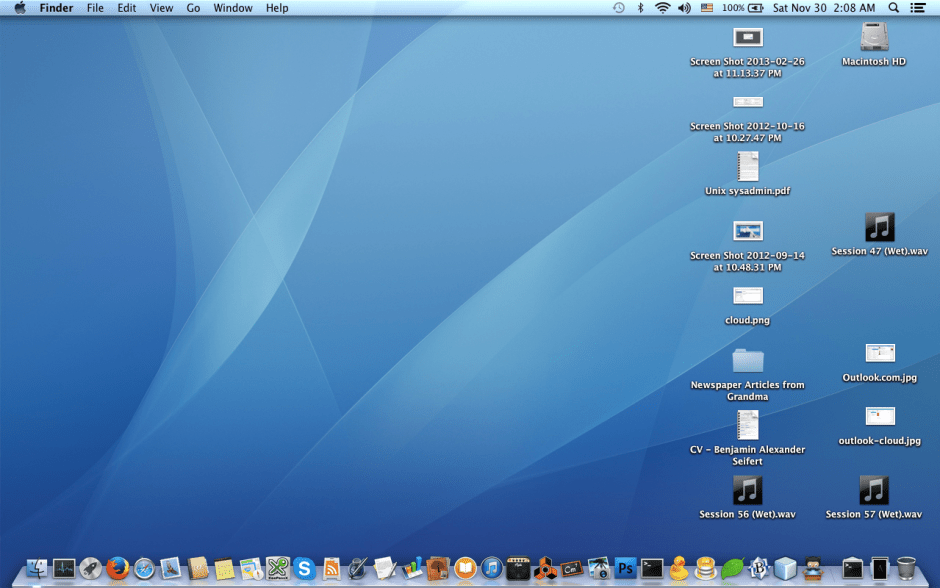 Finder File Edit View Go Window Help 100% Sat Nov 30 2:08 AM
Screen Shot 2013-02-26
at 11.13.37 PM
Macintosh HD
Screen Shot 2012-10-16
at 10.27.47 PM
Unix sysadmin.pdf
Session 47 (Wet).wav
Screen Shot 2012-09-14
at 10.48.31 PM
cloud.png
Outlook.com.jpg
Newspaper Articles from
Grandma
outlook-cloud.jpg
CV - Benjamin Alexander
Seifert
Session 56 (Wet).wav
Session 57 (Wet).wav
Ps